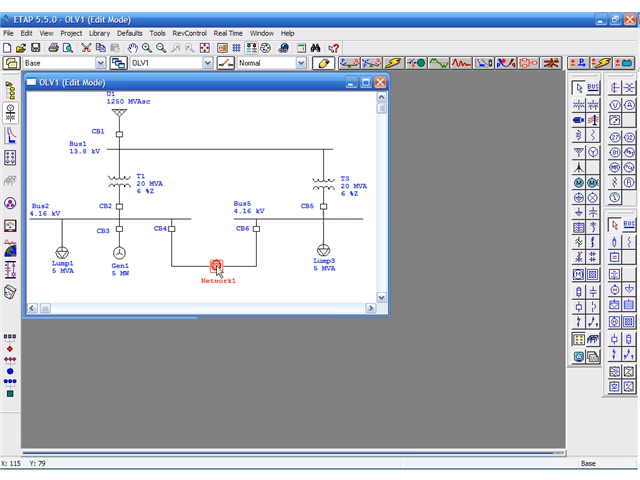 ETAP 5.5.0 - OLV1 (Edit Mode)
File Edit View Project Library Defaults Tools RevControl Real Time Window Help
Base OLV1 Normal
OLV1 (Edit Mode)
U1
1250 MVAsc
CB1
Bus1
13.8 kV
T1
20 MVA
6 %Z
T3
20 MVA
6 %Z
Bus2
4.16 kV
CB2
Bus5
4.16 kV
CB5
CB3
CB4
CB6
Lump1
5 MVA
Gen1
5 MW
Lump3
5 MVA
Network1
BUS
BUS
X: 115 Y: 79
Base